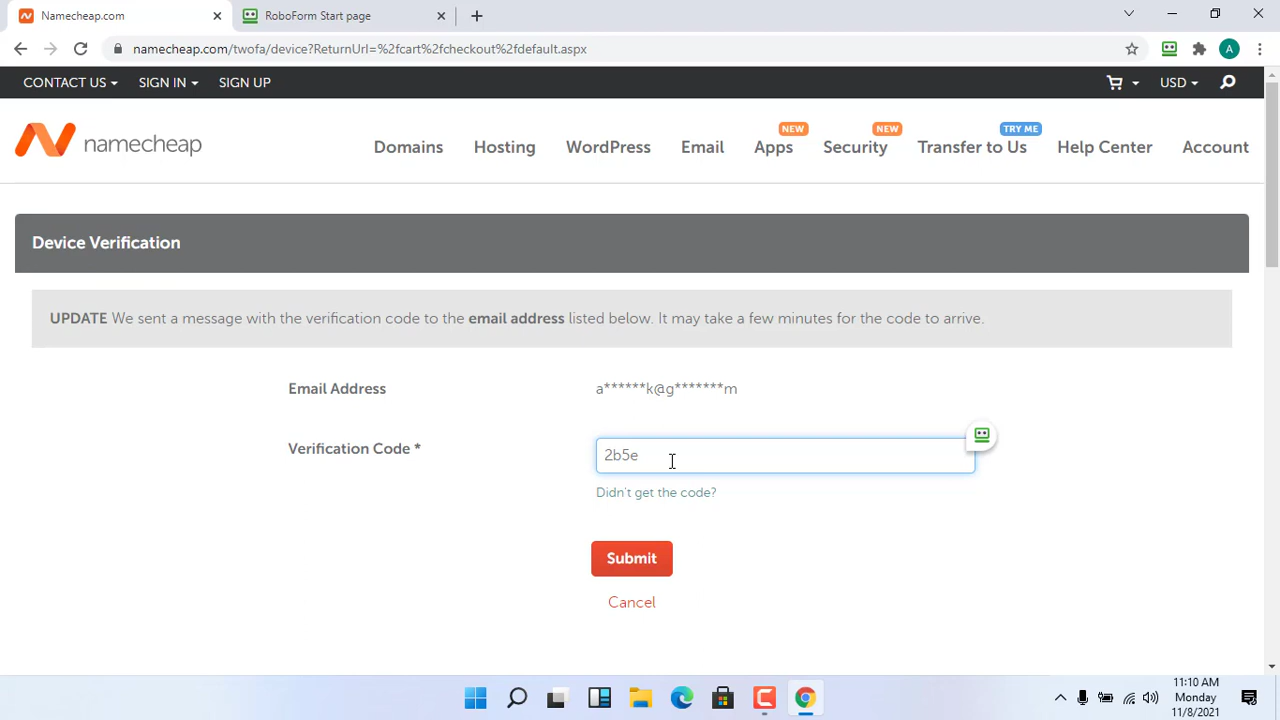 Namecheap.com
RoboForm Start page
namecheap.com/twofa/device?ReturnUrl=%2fcart%2fcheckout%2fdefault.aspx
A
CONTACT US SIGN IN SIGN UP USD
NEW NEW TRY ME
namecheap Domains Hosting WordPress Email Apps Security Transfer to Us Help Center Account
Device Verification
UPDATE We sent a message with the verification code to the email address listed below. It may take a few minutes for the code to arrive.
Email Address a******k@g*******m
Verification Code * 2b5e
Didn't get the code?
Submit
Cancel
11:10 AM
Monday
11/8/2021